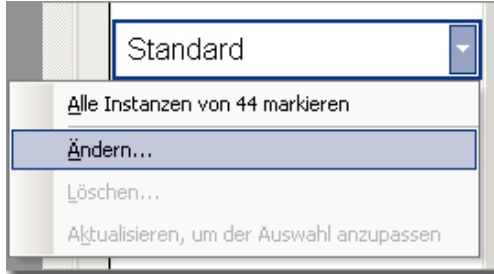 Standard
Alle Instanzen von 44 markieren
Ändern...
Löschen...
Aktualisieren, um der Auswahl anzupassen